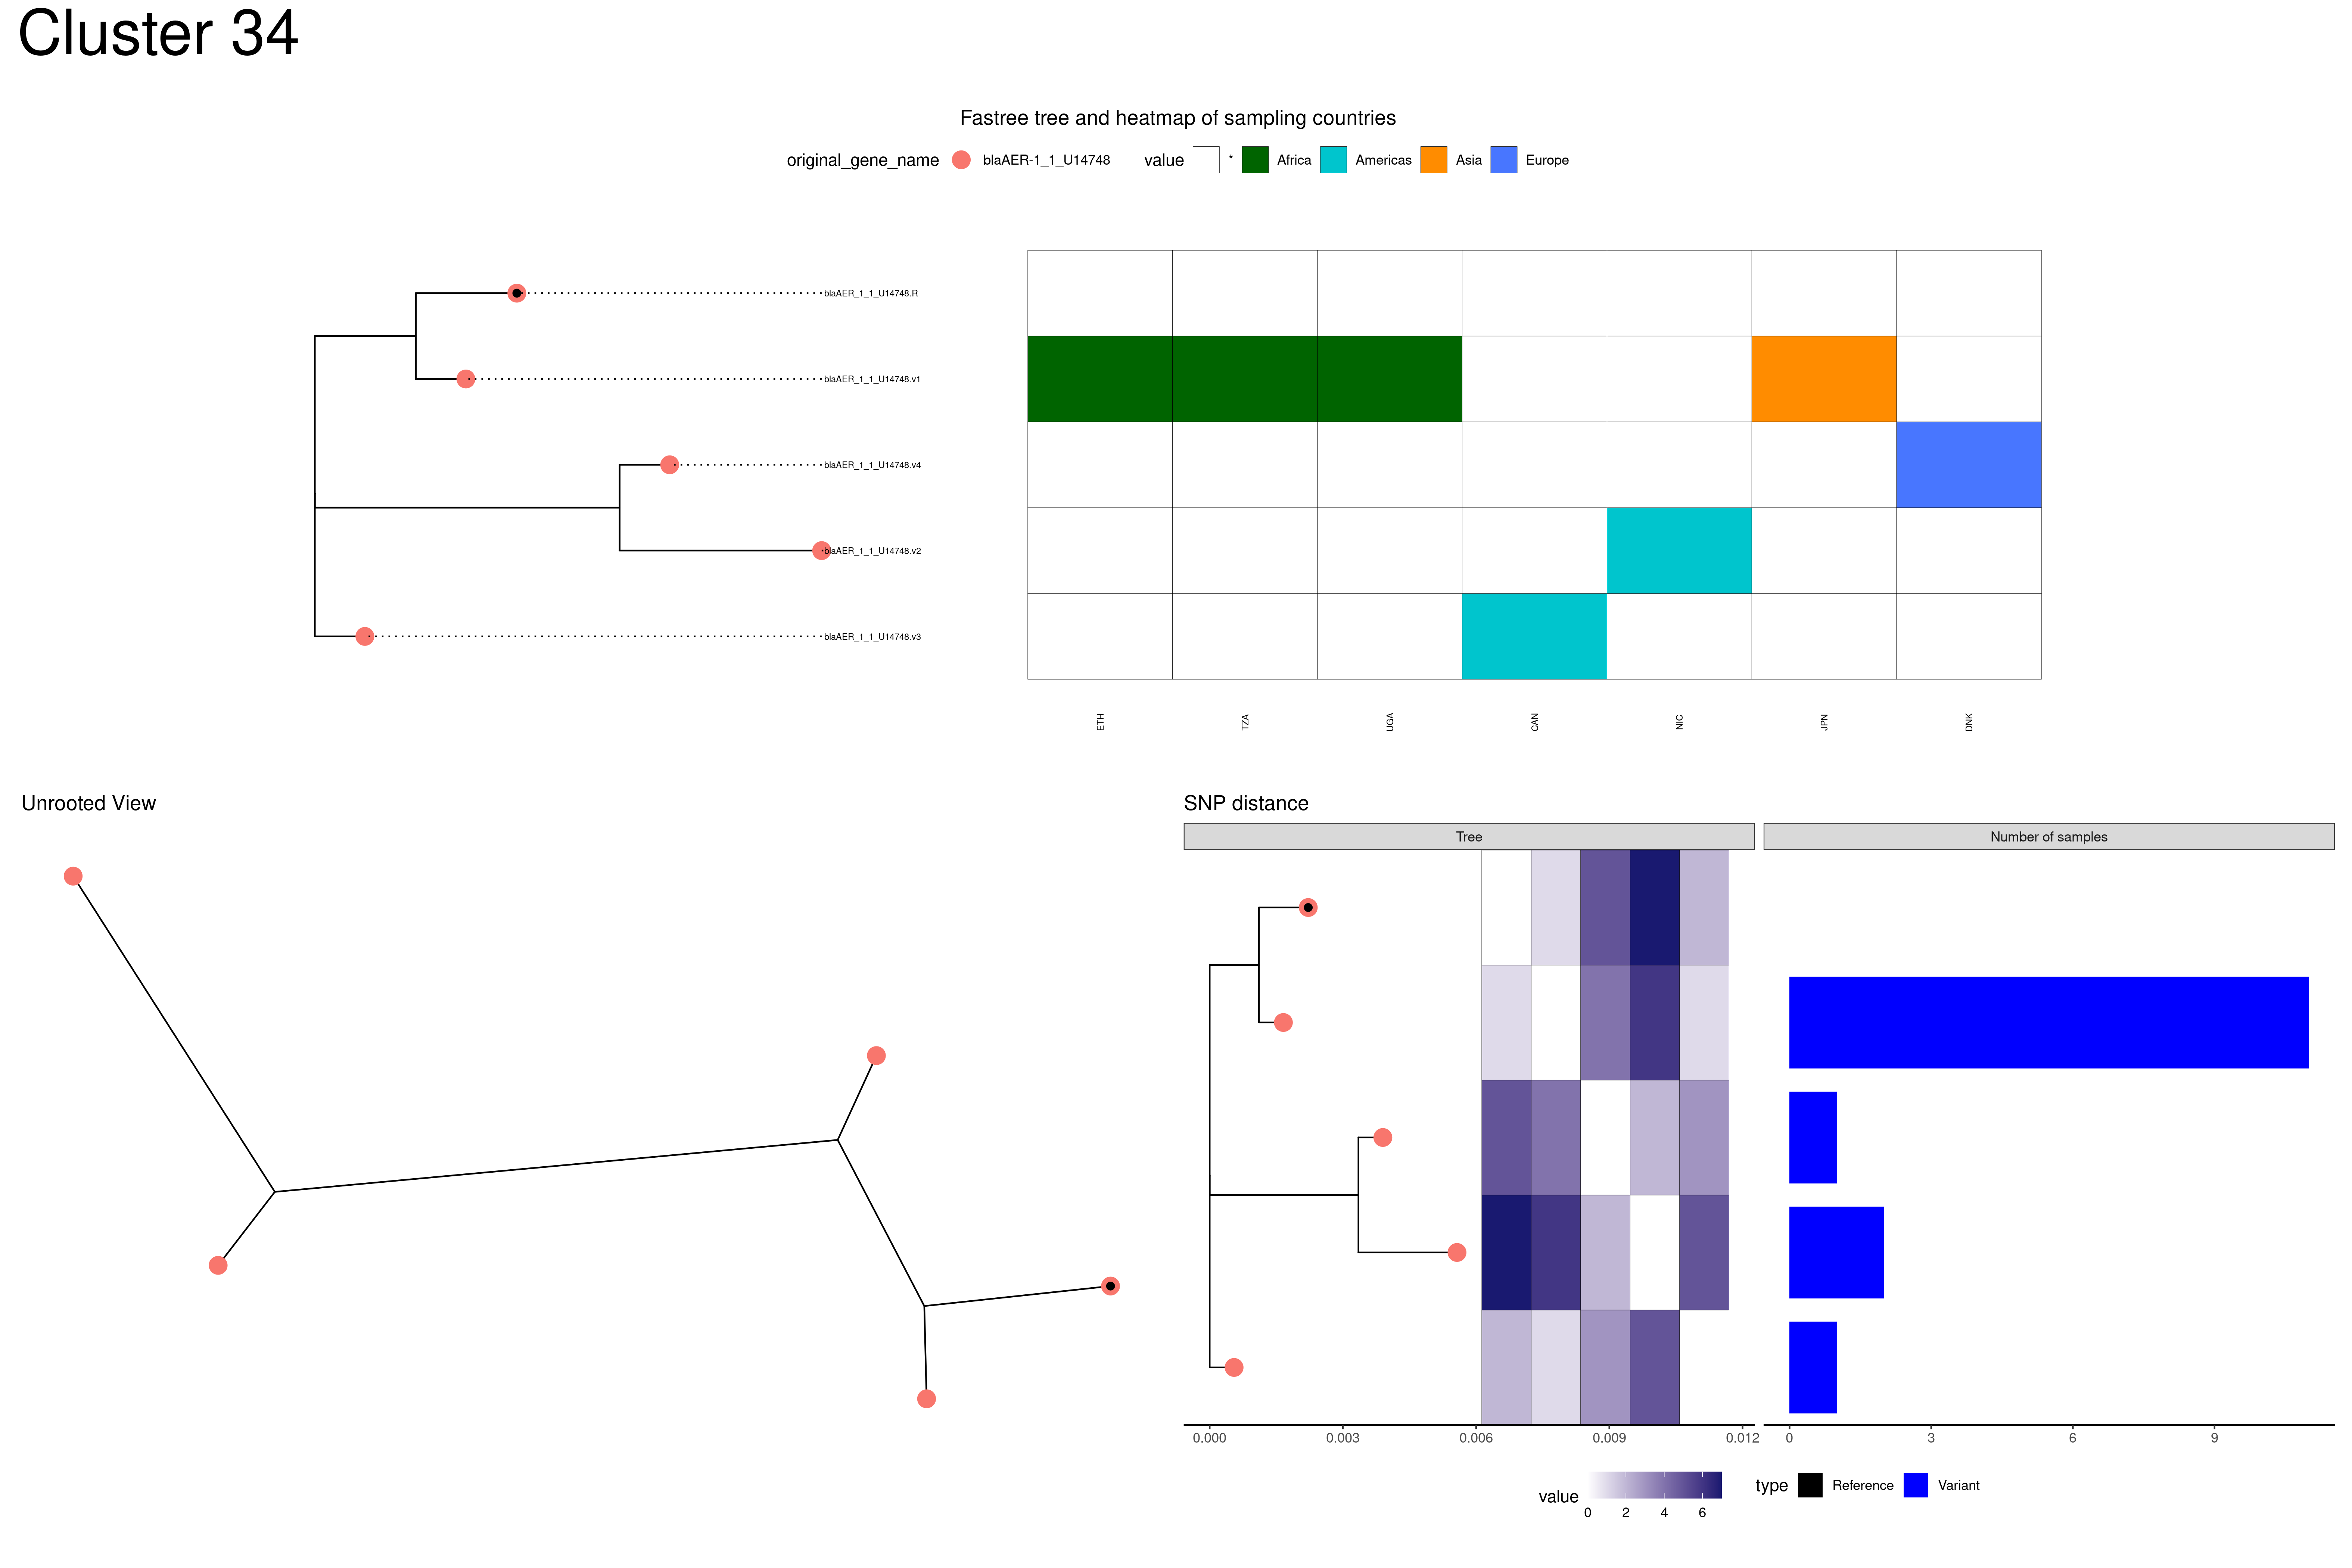 Cluster 34
Fastree tree and heatmap of sampling countries
original_gene_name blaAER-1_1_U14748 value * Africa Americas Asia Europe
blaAER_1_1_U14748.R
blaAER_1_1_U14748.v1
blaAER_1_1_U14748.v4
blaAER_1_1_U14748.v2
blaAER_1_1_U14748.v3
ETH TZA UGA CAN NIC JPN DNK
Unrooted View
SNP distance
Tree Number of samples
0.000 0.003 0.006 0.009 0.012 0 3 6 9
value 0 2 4 6
type Reference Variant